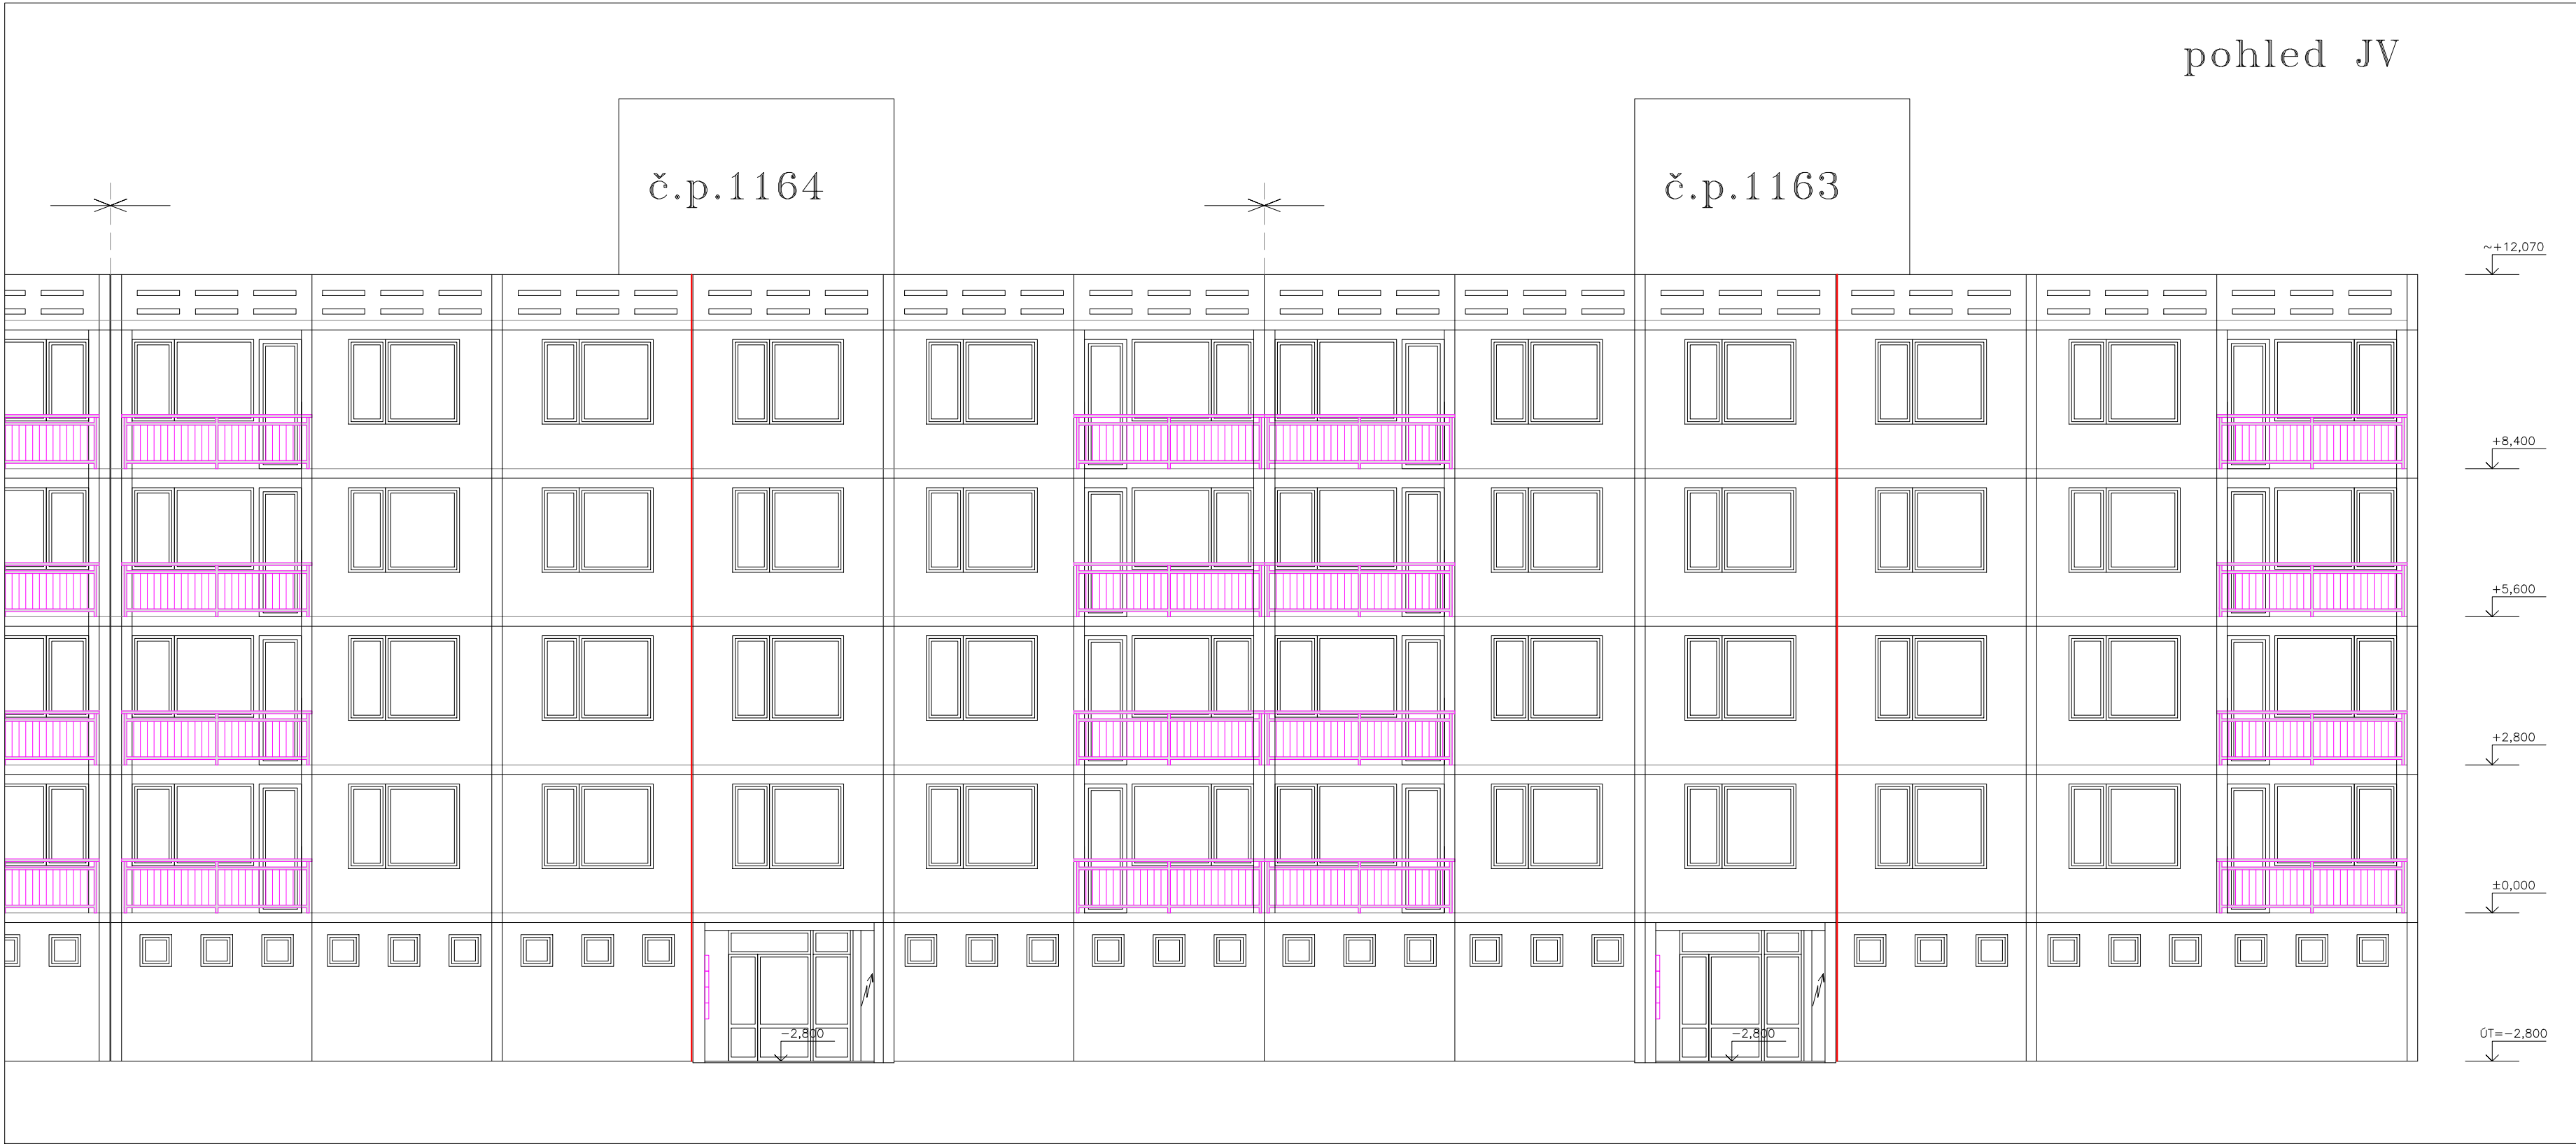 pohled JV
č.p.1164
č.p.1163
~+12,070
+8,400
+5,600
+2,800
±0,000
-2,800
-2,800
ÚT=-2,800